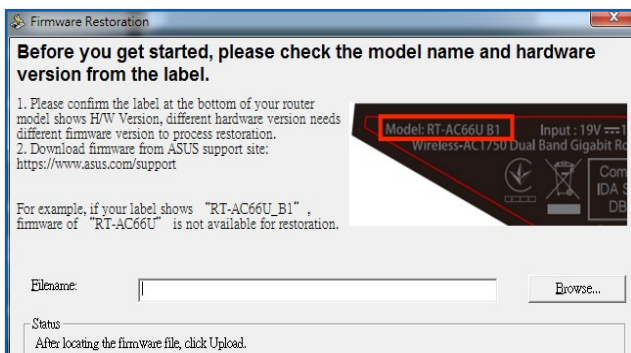 Firmware Restoration
Before you get started, please check the model name and hardware
version from the label.
1. Please confirm the label at the bottom of your router
model shows H/W Version, different hardware version needs
different firmware version to process restoration.
2. Download firmware from ASUS support site:
https://www.asus.com/support
For example, if your label shows “RT-AC66U_B1”,
firmware of “RT-AC66U” is not available for restoration.
Model: RT-AC66U B1 Input : 19V
Wireless-AC1750 Dual Band Gigabit
Com
IDA S
DB
Filename:
Browse...
Status
After locating the firmware file, click Upload.